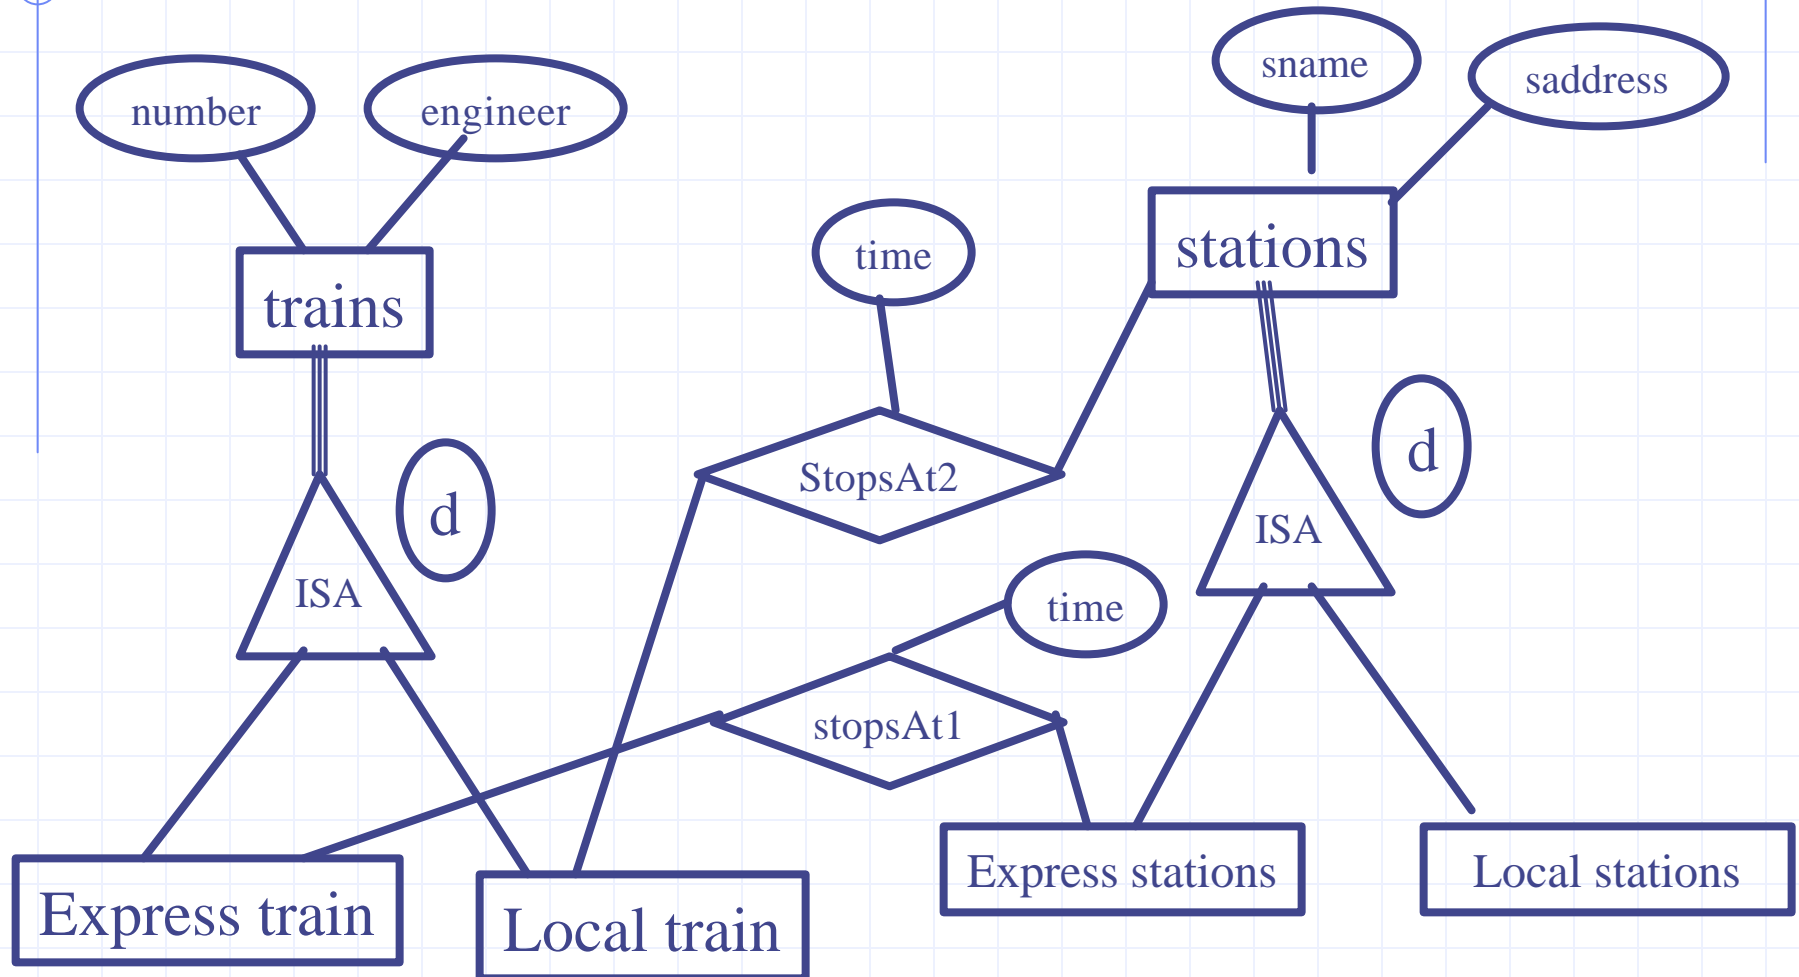 sname
saddress
number
engineer
stations
time
trains
d
StopsAt2
d
ISA
ISA
time
stopsAt1
Express stations
Local stations
Express train
Local train